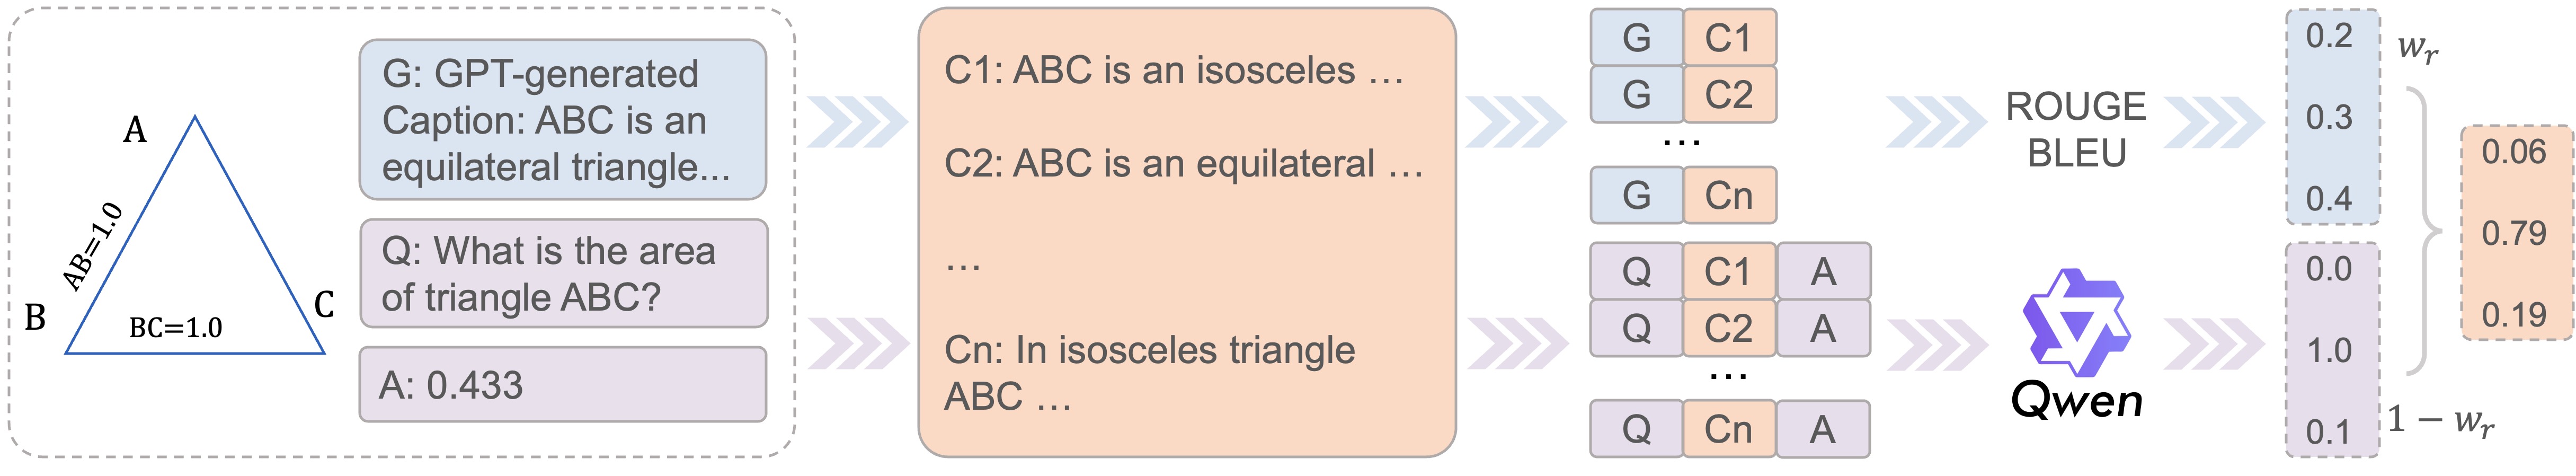 A
AB=1.0
B
BC=1.0
C
G: GPT-generated
Caption: ABC is an
equilateral triangle...
Q: What is the area
of triangle ABC?
A: 0.433
C1: ABC is an isosceles …
C2: ABC is an equilateral …
…
Cn: In isosceles triangle
ABC …
G C1
G C2
…
G Cn
Q C1 A
Q C2 A
…
Q Cn A
ROUGE
BLEU
Qwen
0.2
0.3
0.4
0.0
1.0
0.1
wᵣ
1 − wᵣ
0.06
0.79
0.19